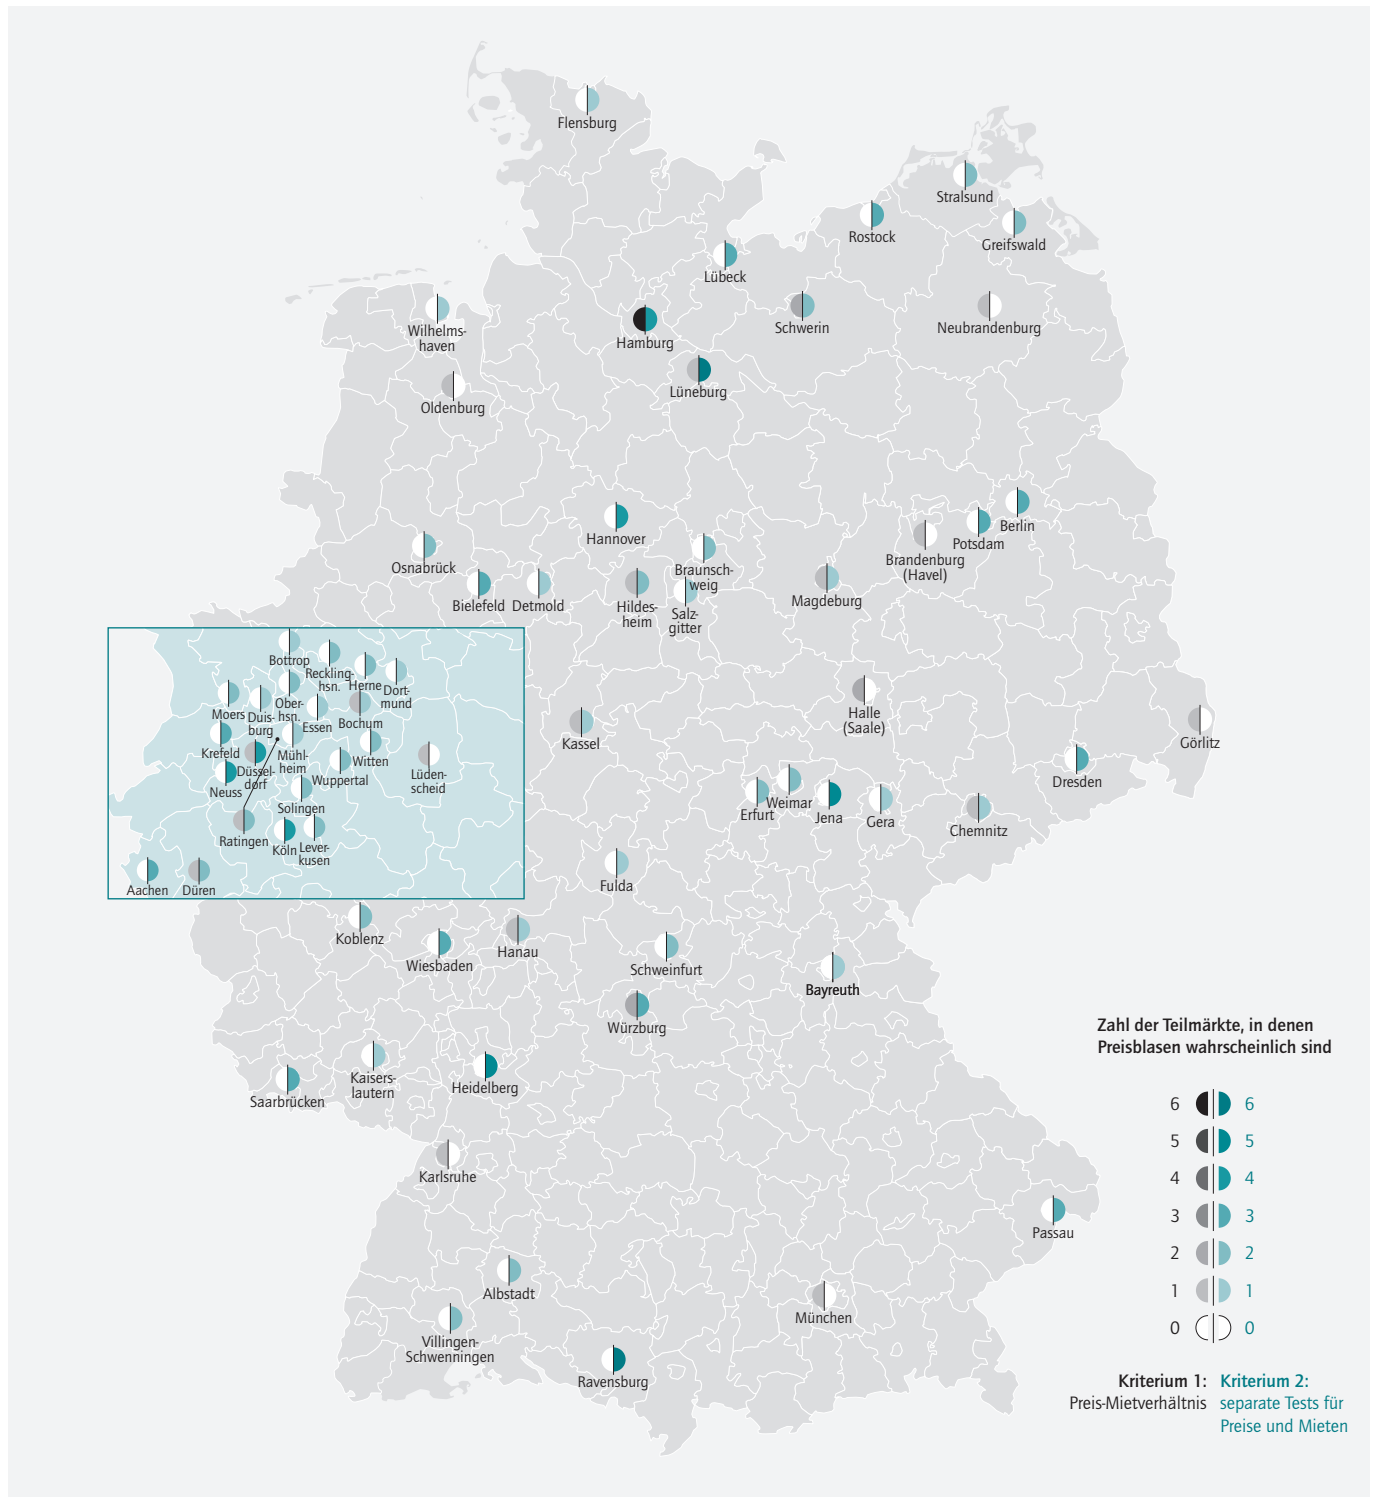 Flensburg
Stralsund
Rostock
Greifswald
Lübeck
Wilhelms-
haven
Hamburg
Schwerin
Neubrandenburg
Lüneburg
Oldenburg
Hannover
Berlin
Potsdam
Brandenburg
(Havel)
Osnabrück
Braunsch-
weig
Bielefeld
Detmold
Hildes-
heim
Salz-
gitter
Magdeburg
Bottrop
Reckling-
hsn.
Herne
Dort-
mund
Moers
Duis-
burg
Ober-
hsn.
Essen
Bochum
Krefeld
Düssel-
dorf
Mühl-
heim
Witten
Wuppertal
Lüden-
scheid
Neuss
Solingen
Ratingen
Köln
Lever-
kusen
Aachen
Düren
Halle
(Saale)
Kassel
Görlitz
Dresden
Erfurt
Weimar
Jena
Gera
Chemnitz
Fulda
Koblenz
Wiesbaden
Hanau
Schweinfurt
Bayreuth
Würzburg
Kaisers-
lautern
Heidelberg
Saarbrücken
Karlsruhe
Passau
Albstadt
München
Villingen-
Schwenningen
Ravensburg
Zahl der Teilmärkte, in denen
Preisblasen wahrscheinlich sind
6 6
5 5
4 4
3 3
2 2
1 1
0 0
Kriterium 1:
Preis-Mietverhältnis
Kriterium 2:
separate Tests für
Preise und Mieten